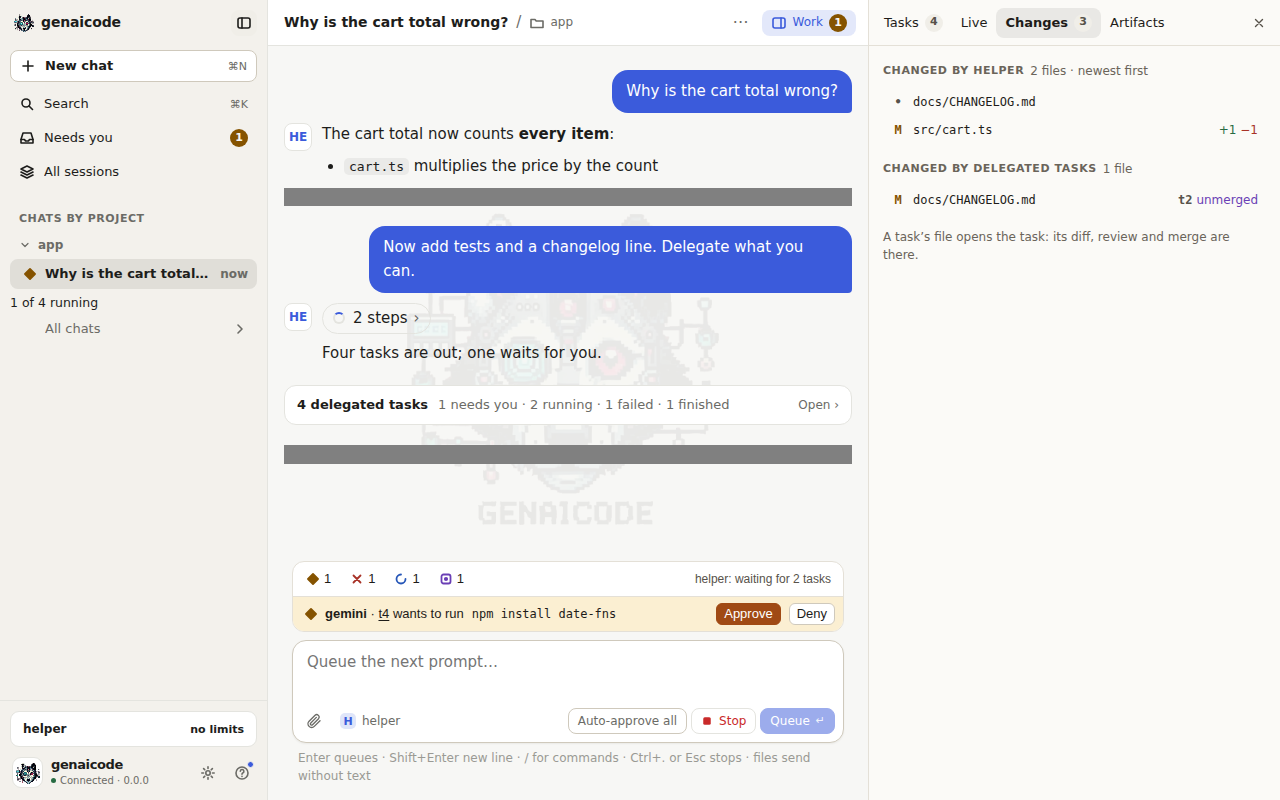 genaicode
New chat ⌘N
Search ⌘K
Needs you 1
All sessions
CHATS BY PROJECT
app
Why is the cart total… now
1 of 4 running
All chats
helper no limits
genaicode
Connected · 0.0.0
Why is the cart total wrong? / app
··· Work 1
Why is the cart total wrong?
HE The cart total now counts every item:
• cart.ts multiplies the price by the count
Now add tests and a changelog line. Delegate what you
can.
HE 2 steps ›
Four tasks are out; one waits for you.
4 delegated tasks 1 needs you · 2 running · 1 failed · 1 finished Open ›
GENAICODE
1 1 1 1 helper: waiting for 2 tasks
gemini · t4 wants to run npm install date-fns Approve Deny
Queue the next prompt…
H helper Auto-approve all Stop Queue ↵
Enter queues · Shift+Enter new line · / for commands · Ctrl+. or Esc stops · files send
without text
Tasks 4 Live Changes 3 Artifacts
CHANGED BY HELPER 2 files · newest first
• docs/CHANGELOG.md
M src/cart.ts +1 −1
CHANGED BY DELEGATED TASKS 1 file
M docs/CHANGELOG.md t2 unmerged
A task’s file opens the task: its diff, review and merge are
there.